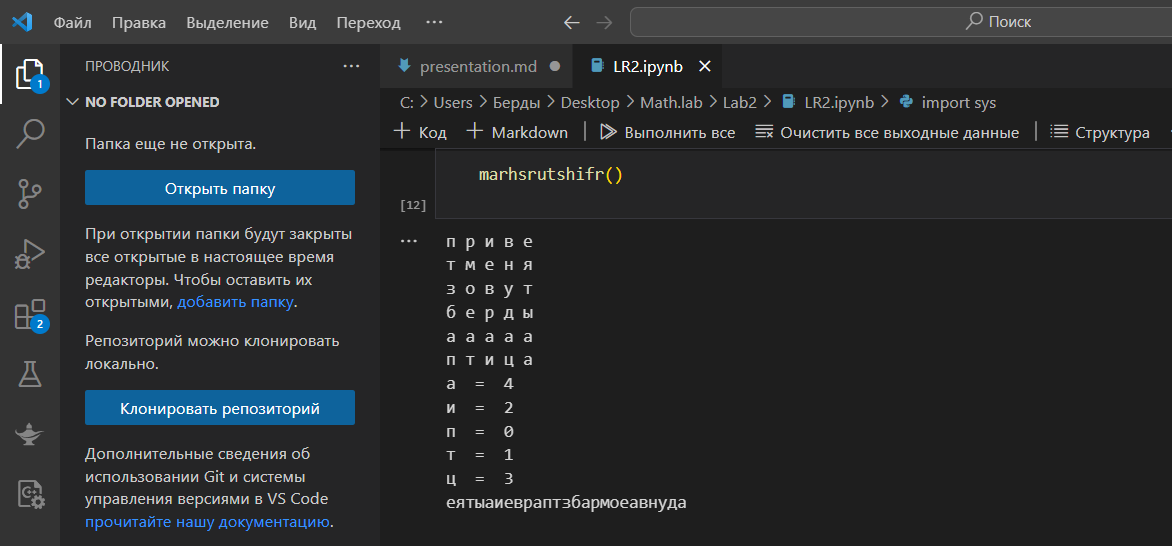 Файл Правка Выделение Вид Переход ··· ← → Поиск
ПРОВОДНИК ···
NO FOLDER OPENED
Папка еще не открыта.
Открыть папку
При открытии папки будут закрыты
все открытые в настоящее время
редакторы. Чтобы оставить их
открытыми, добавить папку.
Репозиторий можно клонировать
локально.
Клонировать репозиторий
Дополнительные сведения об
использовании Git и системы
управления версиями в VS Code
прочитайте нашу документацию.
1
2
presentation.md ● LR2.ipynb ×
C: > Users > Берды > Desktop > Math.lab > Lab2 > LR2.ipynb > import sys
+ Код + Markdown | Выполнить все Очистить все выходные данные | Структура
marhsrutshifr()
[12]
··· п р и в е
т м е н я
з о в у т
б е р д ы
а а а а а
п т и ц а
а = 4
и = 2
п = 0
т = 1
ц = 3
еятыаиевраптзбармоеавнуда